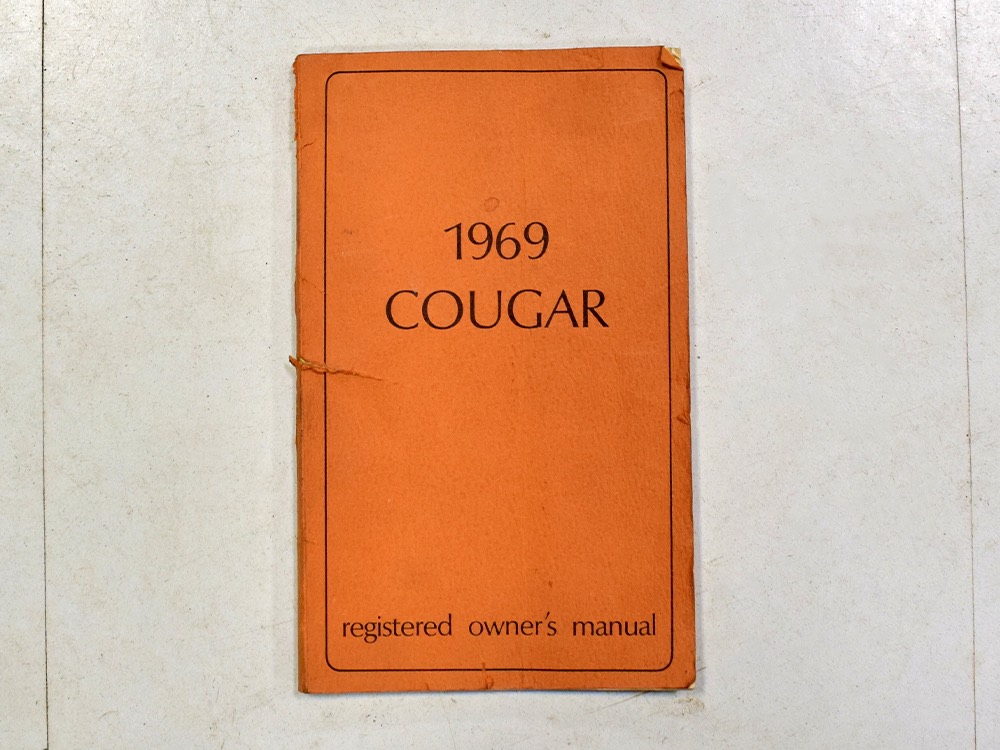 1969
COUGAR
registered owner's manual